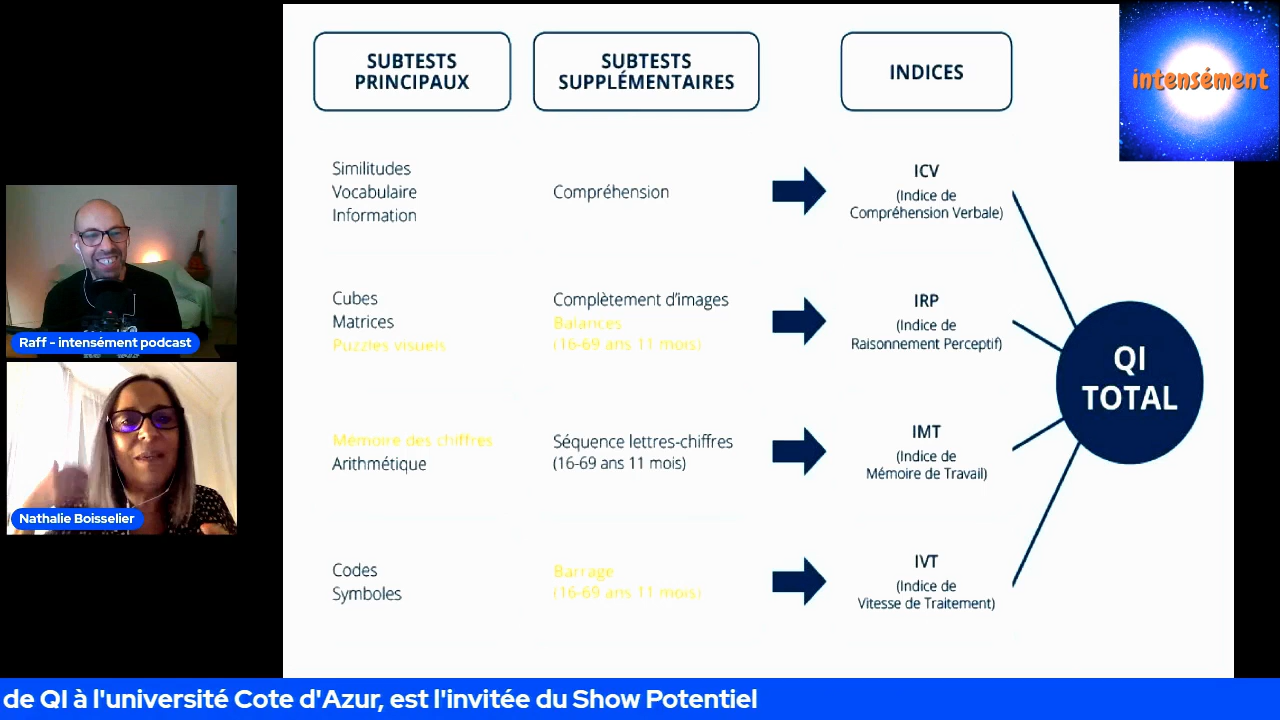 SUBTESTS
PRINCIPAUX
SUBTESTS
SUPPLÉMENTAIRES
INDICES
intensément
Similitudes
Vocabulaire
Information
Compréhension
ICV
(Indice de
Compréhension Verbale)
Cubes
Matrices
Puzzles visuels
Complètement d'images
Balances
(16-69 ans 11 mois)
IRP
(Indice de
Raisonnement Perceptif)
QI
TOTAL
Mémoire des chiffres
Arithmétique
Séquence lettres-chiffres
(16-69 ans 11 mois)
IMT
(Indice de
Mémoire de Travail)
Codes
Symboles
Barrage
(16-69 ans 11 mois)
IVT
(Indice de
Vitesse de Traitement)
Raff - intensément podcast
Nathalie Boisselier
de QI à l'université Cote d'Azur, est l'invitée du Show Potentiel